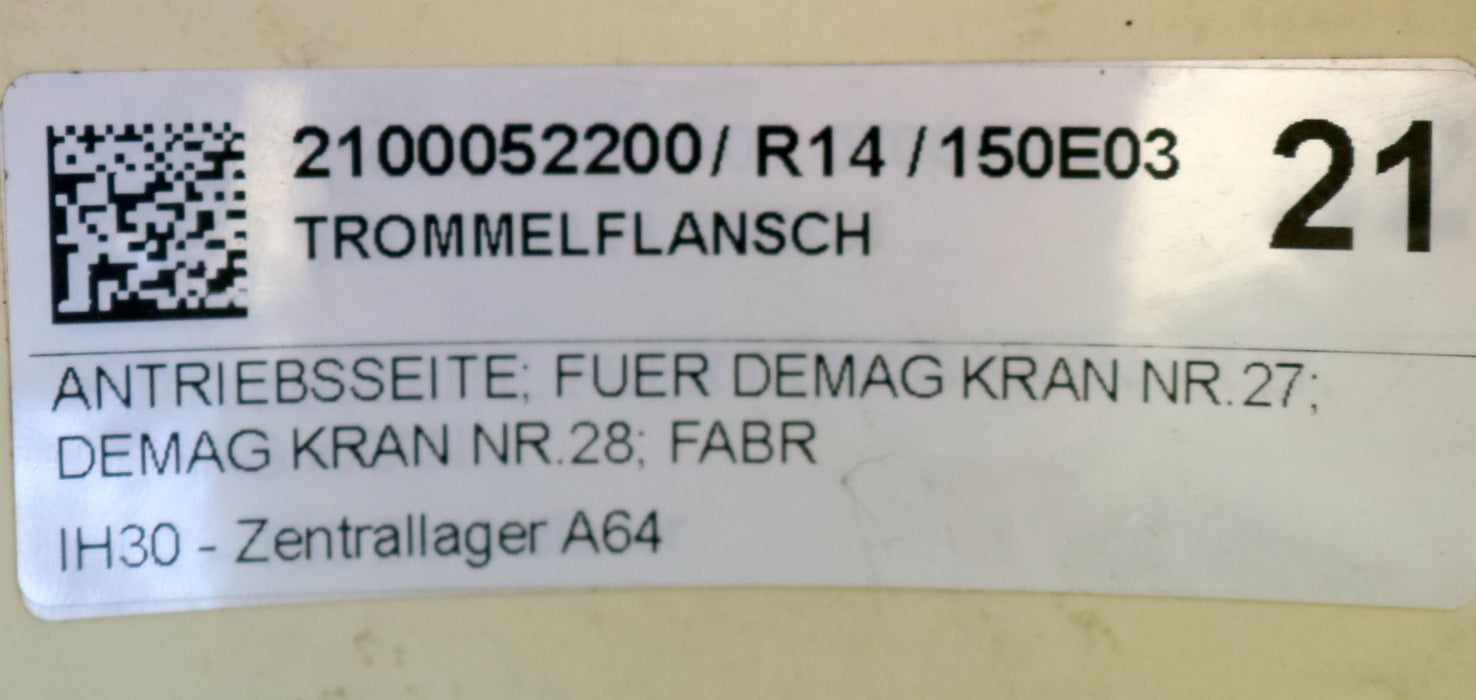 2100052200/ R14 /150E03
21
TROMMELFLANSCH
ANTRIEBSSEITE; FUER DEMAG KRAN NR.27;
DEMAG KRAN NR.28; FABR
IH30 - Zentrallager A64